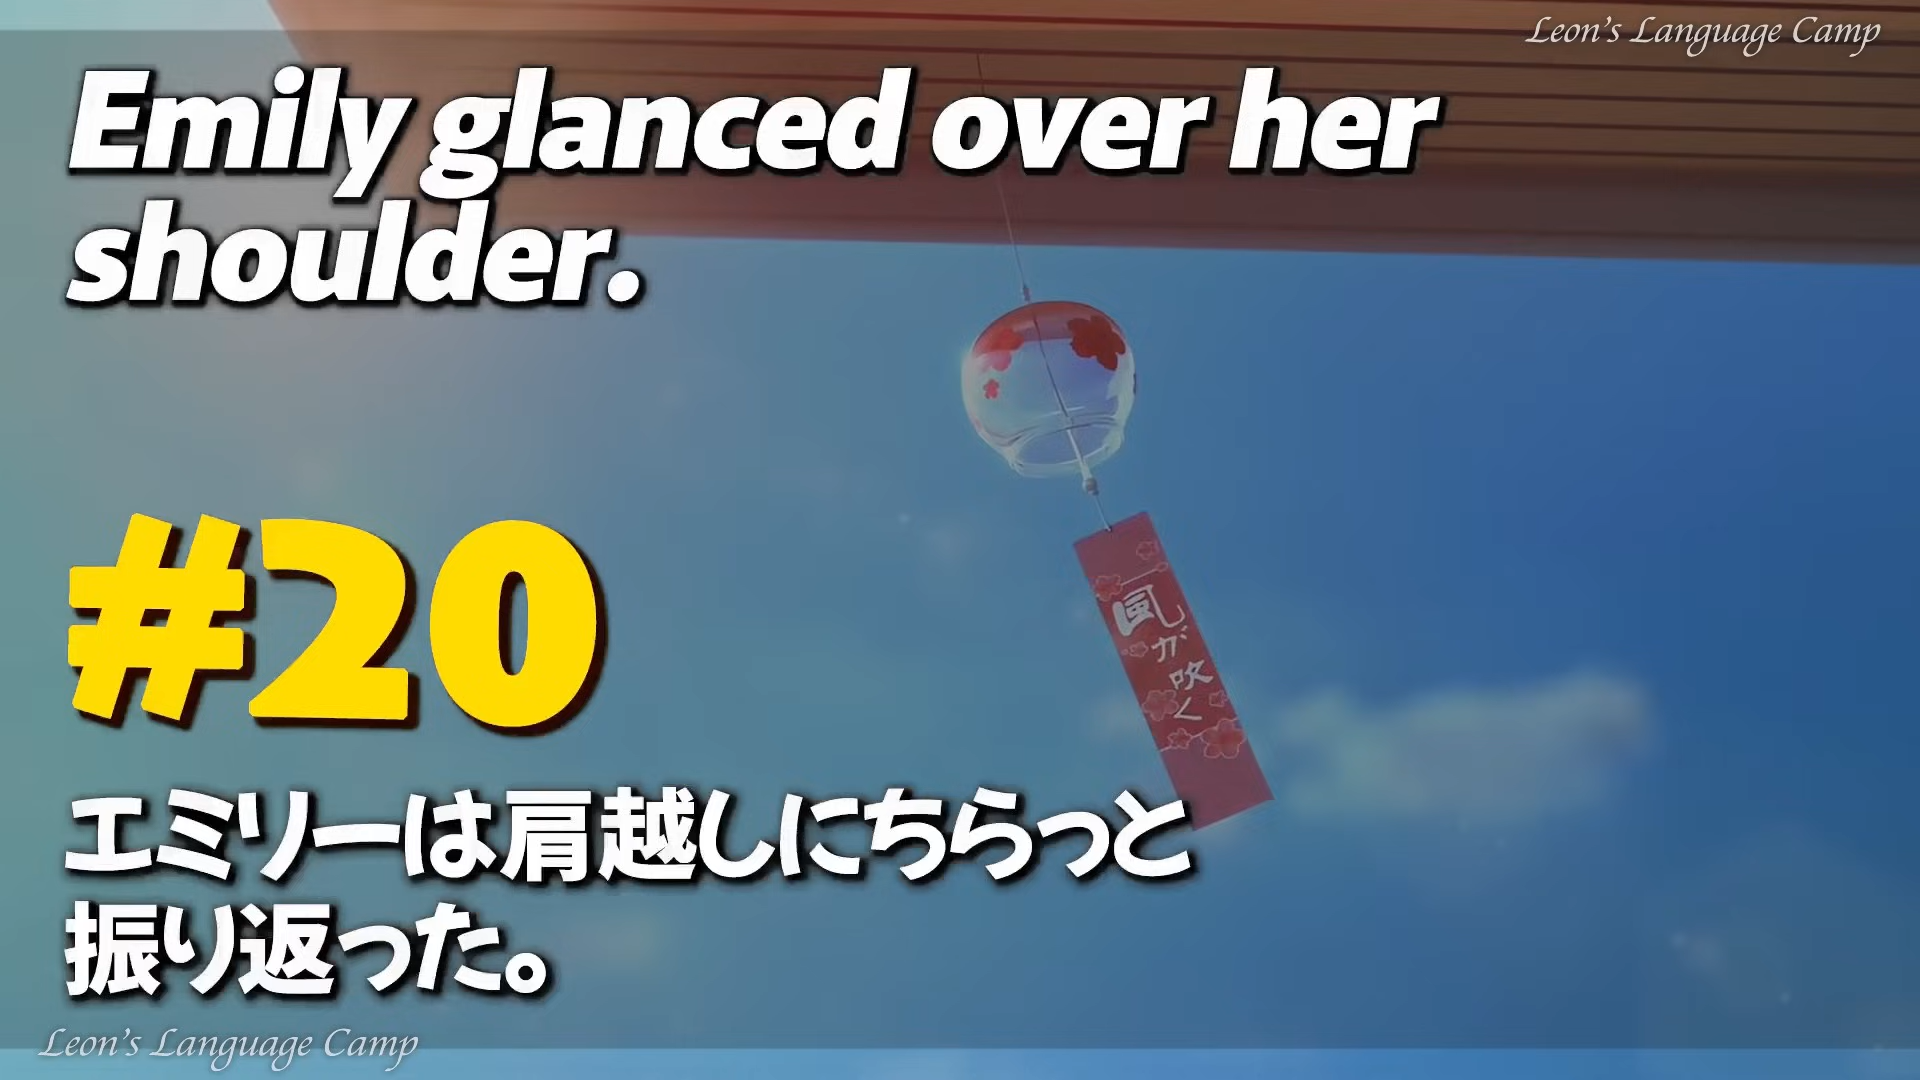 Leon's Language Camp
Emily glanced over her
shoulder.
#20
風が吹く
エミリーは肩越しにちらっと
振り返った。
Leon's Language Camp